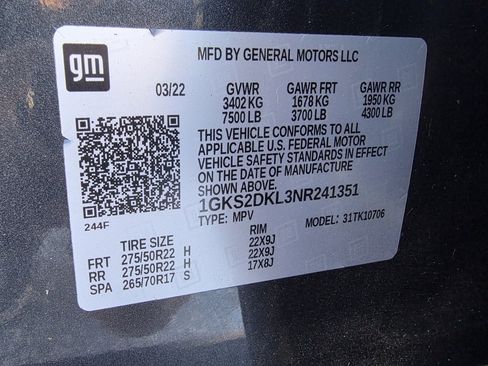 gm
MFD BY GENERAL MOTORS LLC
03/22 GVWR GAWR FRT GAWR RR
3402 KG 1678 KG 1950 KG
7500 LB 3700 LB 4300 LB
THIS VEHICLE CONFORMS TO ALL
APPLICABLE U.S. FEDERAL MOTOR
VEHICLE SAFETY STANDARDS IN EFFECT
ON THE DATE OF MANUFACTURE
SHOWN ABOVE.
1GKS2DKL3NR241351
TYPE: MPV MODEL: 31TK10706
244F
TIRE SIZE RIM
FRT 275/50R22 H 22X9J
RR 275/50R22 H 22X9J
SPA 265/70R17 S 17X8J